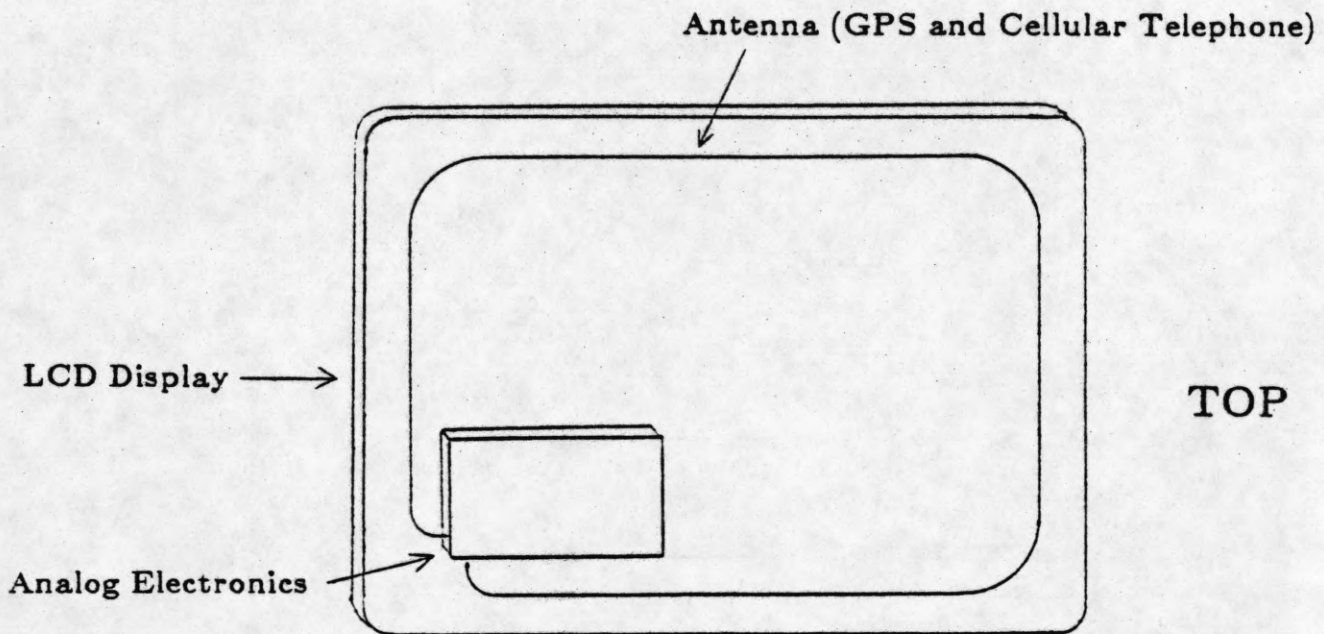 Antenna (GPS and Cellular Telephone)
LCD Display
TOP
Analog Electronics